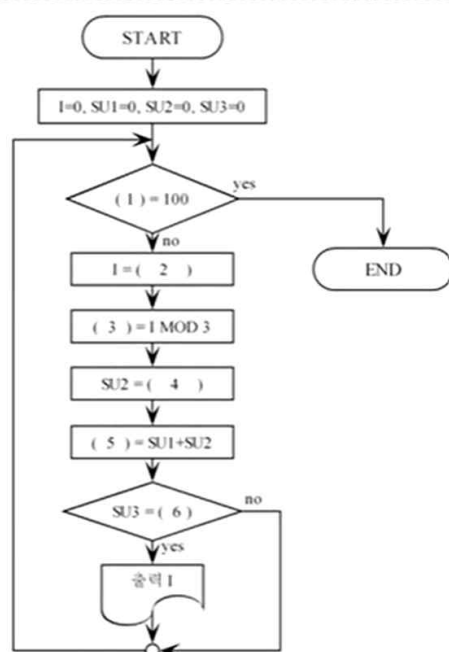 START
I=0, SU1=0, SU2=0, SU3=0
( 1 ) = 100
yes
no
END
I = ( 2 )
( 3 ) = I MOD 3
SU2 = ( 4 )
( 5 ) = SU1+SU2
SU3 = ( 6 )
no
yes
출력 I